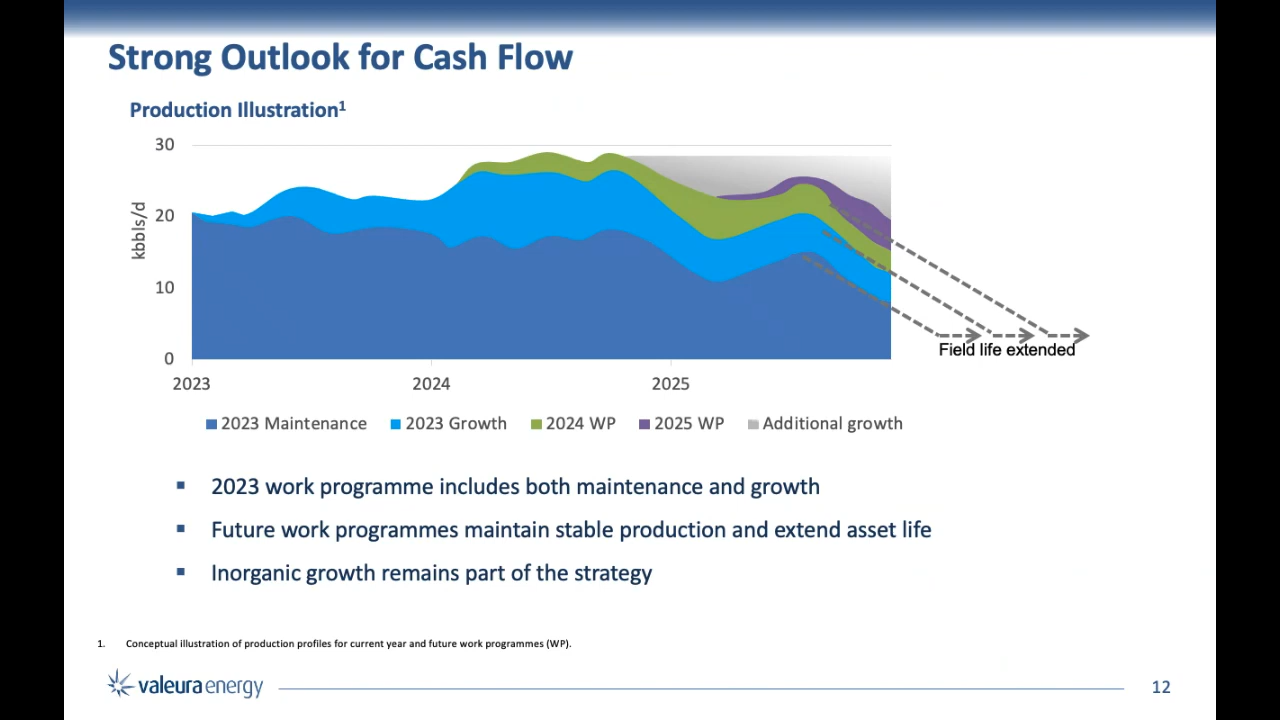 Strong Outlook for Cash Flow
Production Illustration¹
30
20
10
0
kbbls/d
2023
2024
2025
Field life extended
2023 Maintenance
2023 Growth
2024 WP
2025 WP
Additional growth
▪ 2023 work programme includes both maintenance and growth
▪ Future work programmes maintain stable production and extend asset life
▪ Inorganic growth remains part of the strategy
1. Conceptual illustration of production profiles for current year and future work programmes (WP).
valeura energy
12